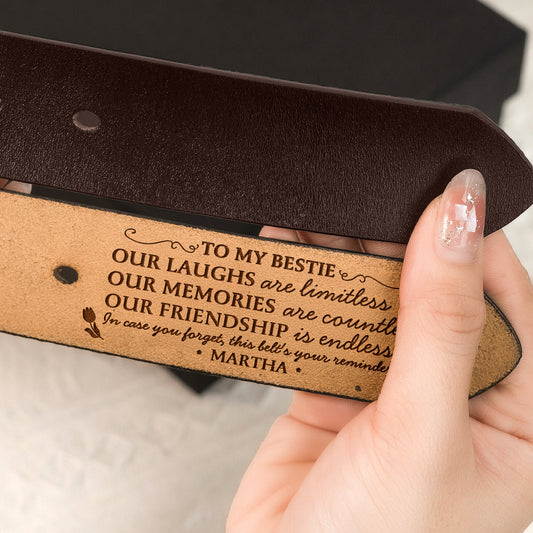 TO MY BESTIE
OUR LAUGHS are limitless
OUR MEMORIES are
OUR FRIENDSHIP is endless
In case you forget, this belt's your
• MARTHA •